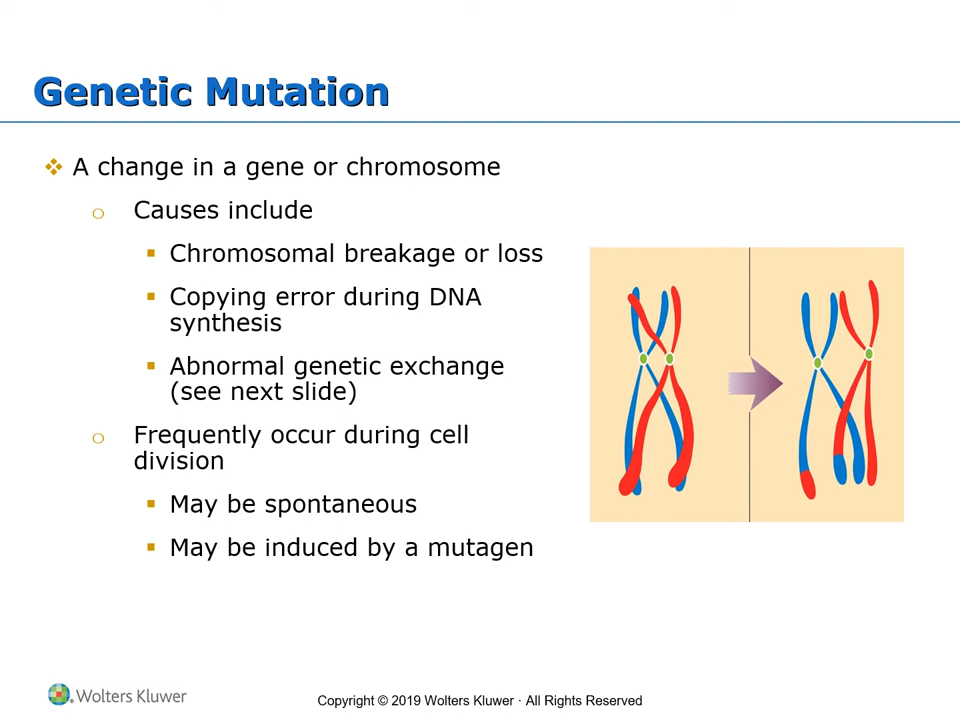 Genetic Mutation
❖ A change in a gene or chromosome
o Causes include
▪ Chromosomal breakage or loss
▪ Copying error during DNA
synthesis
▪ Abnormal genetic exchange
(see next slide)
o Frequently occur during cell
division
▪ May be spontaneous
▪ May be induced by a mutagen
Wolters Kluwer
Copyright © 2019 Wolters Kluwer · All Rights Reserved